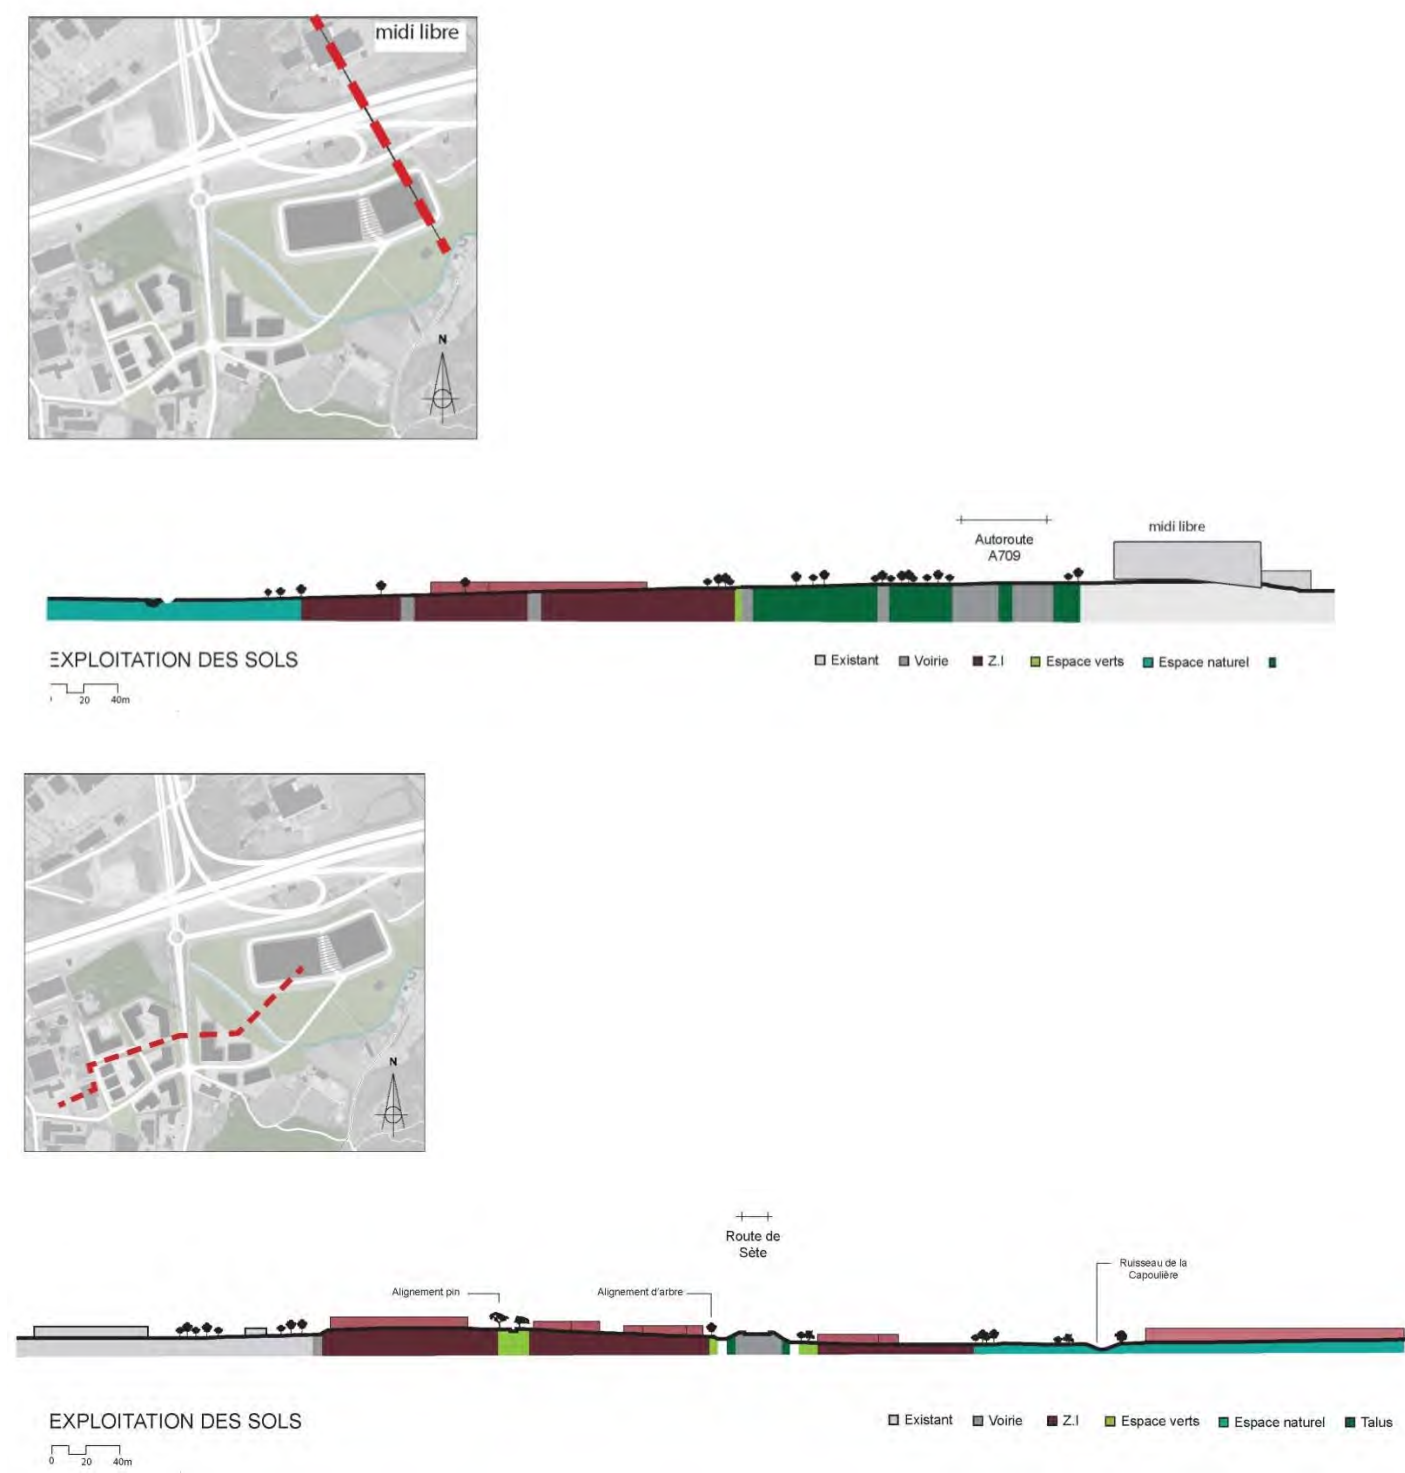 midi libre
N
Autoroute
A709
midi libre
EXPLOITATION DES SOLS
Existant Voirie Z.I Espace verts Espace naturel
20 40m
N
Route de
Sète
Alignement pin
Alignement d'arbre
Ruisseau de la
Capoulière
EXPLOITATION DES SOLS
Existant Voirie Z.I Espace verts Espace naturel Talus
0 20 40m